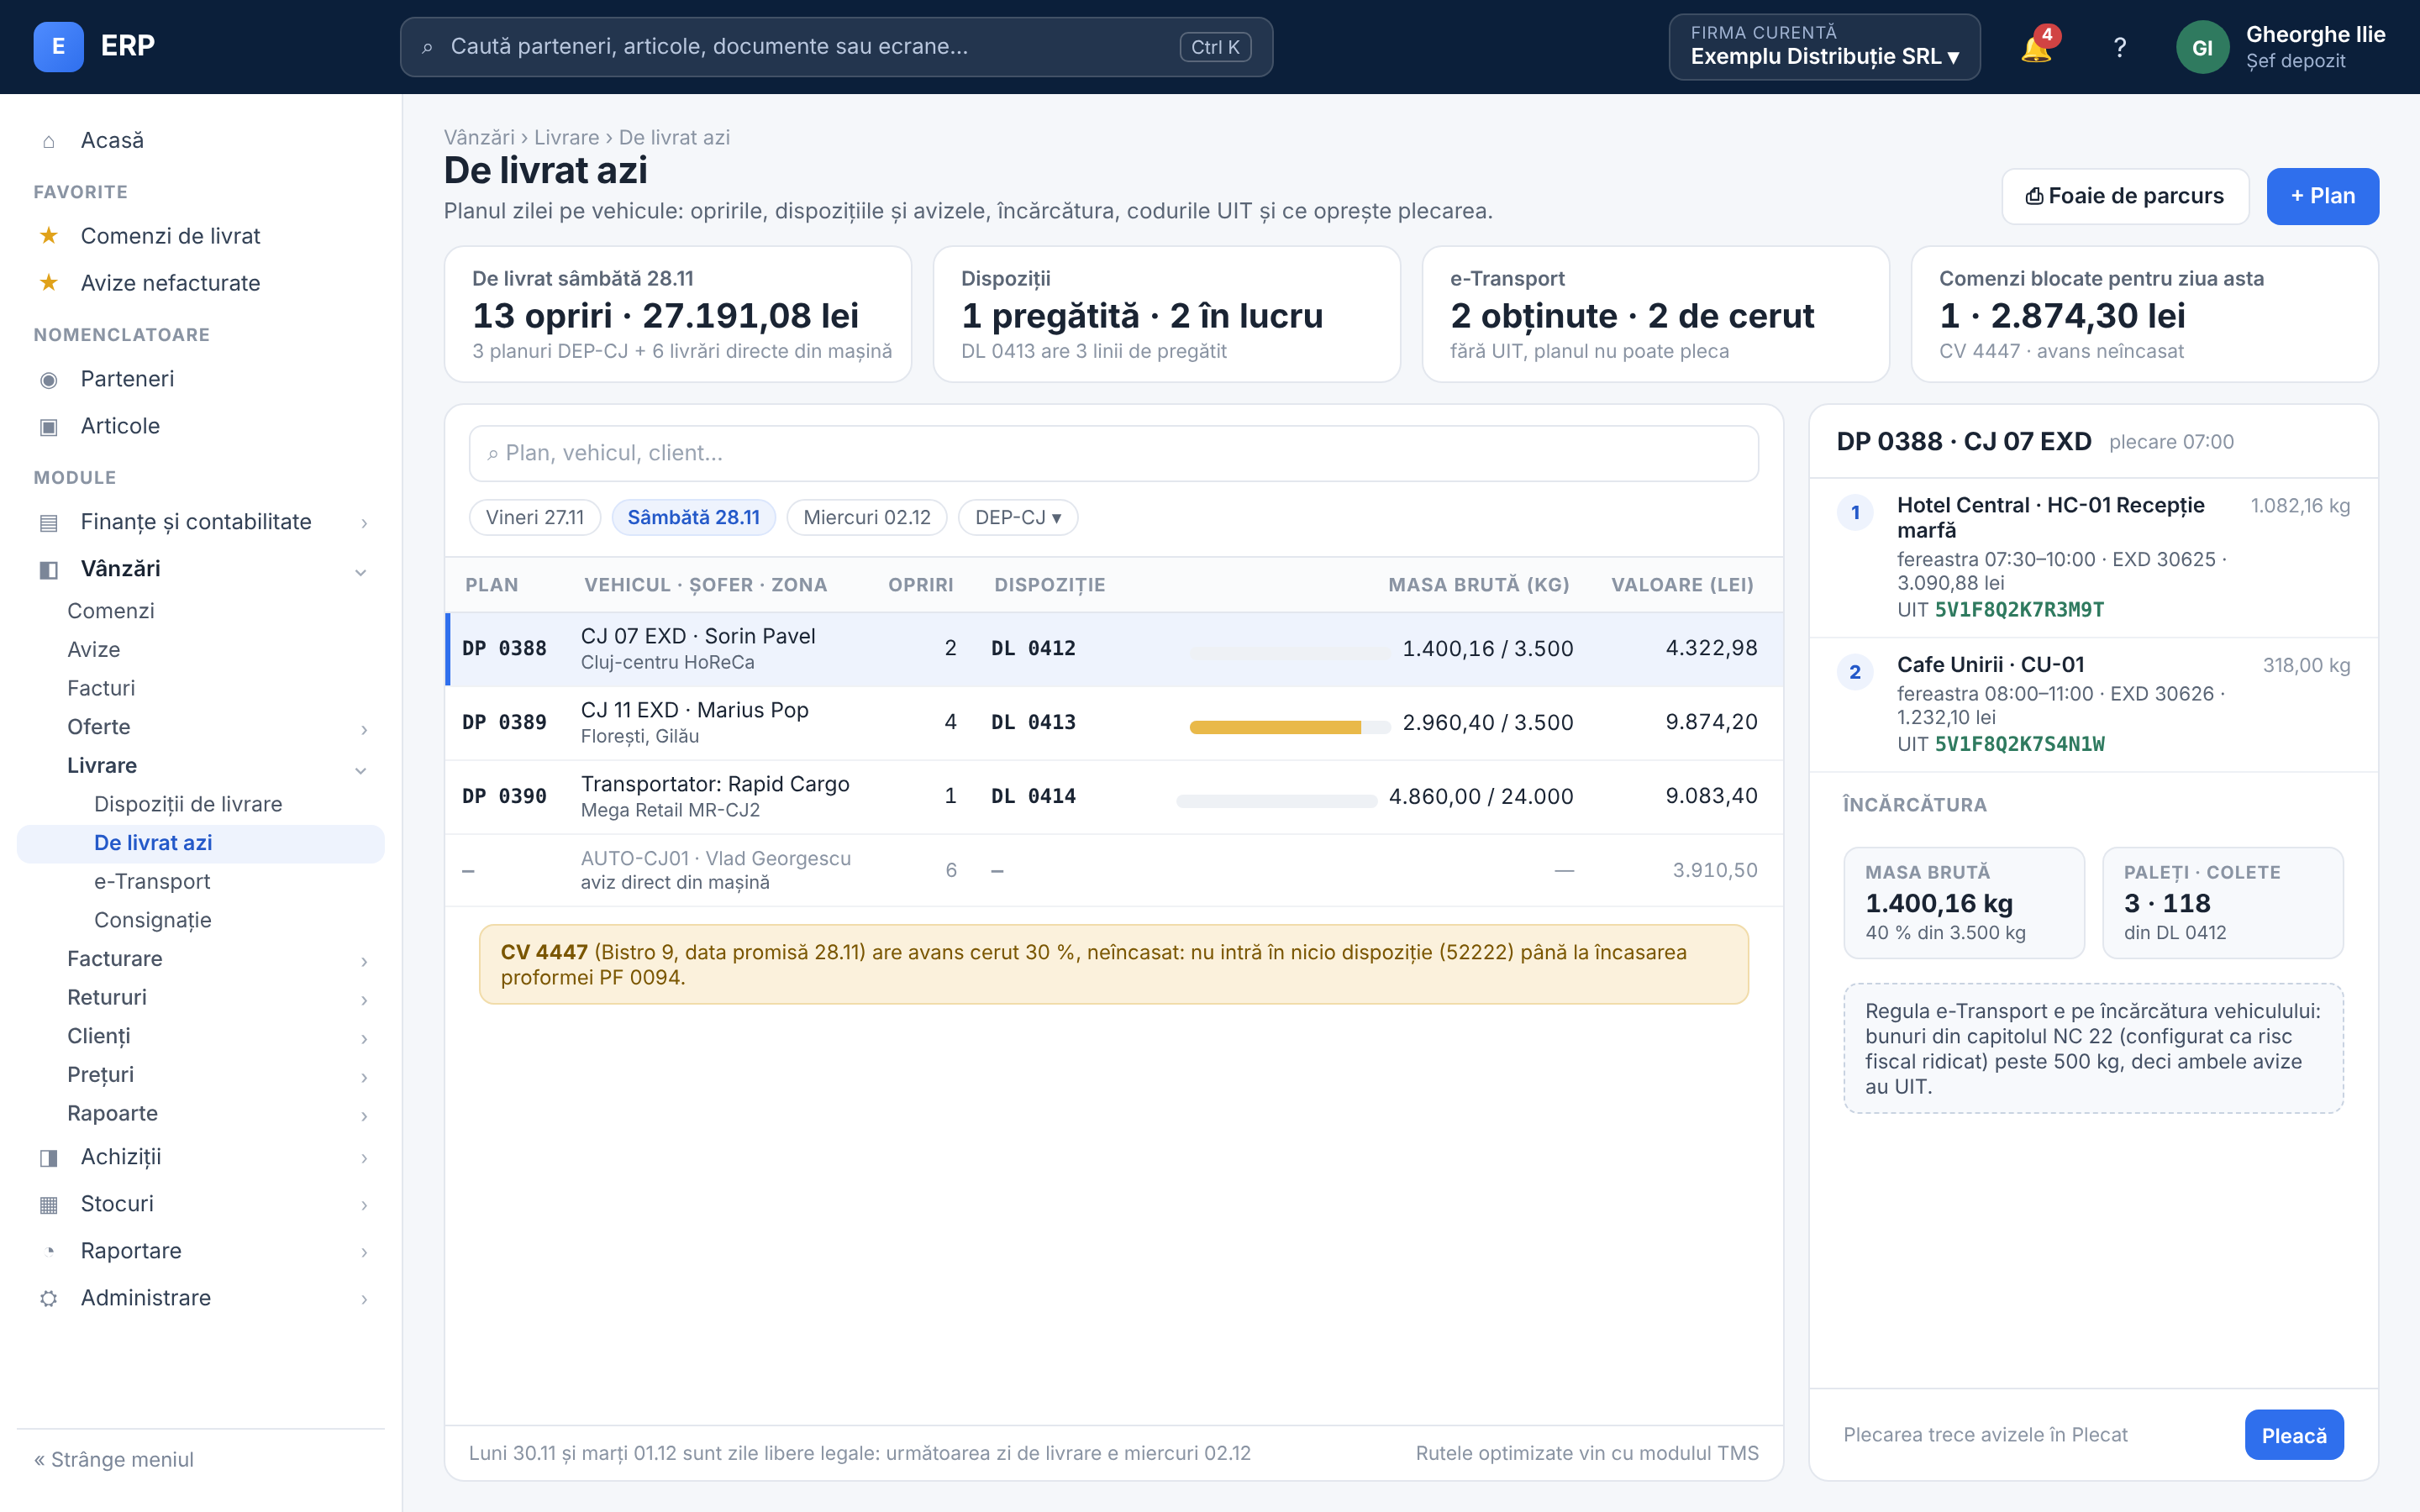 E ERP
Caută parteneri, articole, documente sau ecrane... Ctrl K
FIRMA CURENTĂ
Exemplu Distribuție SRL ▾
4
?
GI
Gheorghe Ilie
Șef depozit
Acasă
FAVORITE
★ Comenzi de livrat
★ Avize nefacturate
NOMENCLATOARE
Parteneri
Articole
MODULE
Finanțe și contabilitate ›
Vânzări
Comenzi
Avize
Facturi
Oferte ›
Livrare
Dispoziții de livrare
De livrat azi
e-Transport
Consignație
Facturare ›
Retururi ›
Clienți ›
Prețuri ›
Rapoarte ›
Achiziții ›
Stocuri ›
Raportare ›
Administrare ›
« Strânge meniul
Vânzări › Livrare › De livrat azi
De livrat azi
Planul zilei pe vehicule: opririle, dispozițiile și avizele, încărcătura, codurile UIT și ce oprește plecarea.
Foaie de parcurs
+ Plan
De livrat sâmbătă 28.11
13 opriri · 27.191,08 lei
3 planuri DEP-CJ + 6 livrări directe din mașină
Dispoziții
1 pregătită · 2 în lucru
DL 0413 are 3 linii de pregătit
e-Transport
2 obținute · 2 de cerut
fără UIT, planul nu poate pleca
Comenzi blocate pentru ziua asta
1 · 2.874,30 lei
CV 4447 · avans neîncasat
Plan, vehicul, client...
Vineri 27.11 Sâmbătă 28.11 Miercuri 02.12 DEP-CJ ▾
PLAN VEHICUL · ȘOFER · ZONA OPRIRI DISPOZIȚIE MASA BRUTĂ (KG) VALOARE (LEI)
DP 0388 CJ 07 EXD · Sorin Pavel 2 DL 0412 1.400,16 / 3.500 4.322,98
Cluj-centru HoReCa
DP 0389 CJ 11 EXD · Marius Pop 4 DL 0413 2.960,40 / 3.500 9.874,20
Florești, Gilău
DP 0390 Transportator: Rapid Cargo 1 DL 0414 4.860,00 / 24.000 9.083,40
Mega Retail MR-CJ2
– AUTO-CJ01 · Vlad Georgescu 6 – — 3.910,50
aviz direct din mașină
CV 4447 (Bistro 9, data promisă 28.11) are avans cerut 30 %, neîncasat: nu intră în nicio dispoziție (52222) până la încasarea
proformei PF 0094.
Luni 30.11 și marți 01.12 sunt zile libere legale: următoarea zi de livrare e miercuri 02.12
Rutele optimizate vin cu modulul TMS
DP 0388 · CJ 07 EXD plecare 07:00
1 Hotel Central · HC-01 Recepție 1.082,16 kg
marfă
fereastra 07:30–10:00 · EXD 30625 ·
3.090,88 lei
UIT 5V1F8Q2K7R3M9T
2 Cafe Unirii · CU-01 318,00 kg
fereastra 08:00–11:00 · EXD 30626 ·
1.232,10 lei
UIT 5V1F8Q2K7S4N1W
ÎNCĂRCĂTURA
MASA BRUTĂ
1.400,16 kg
40 % din 3.500 kg
PALEȚI · COLETE
3 · 118
din DL 0412
Regula e-Transport e pe încărcătura vehiculului:
bunuri din capitolul NC 22 (configurat ca risc
fiscal ridicat) peste 500 kg, deci ambele avize
au UIT.
Plecarea trece avizele în Plecat
Pleacă